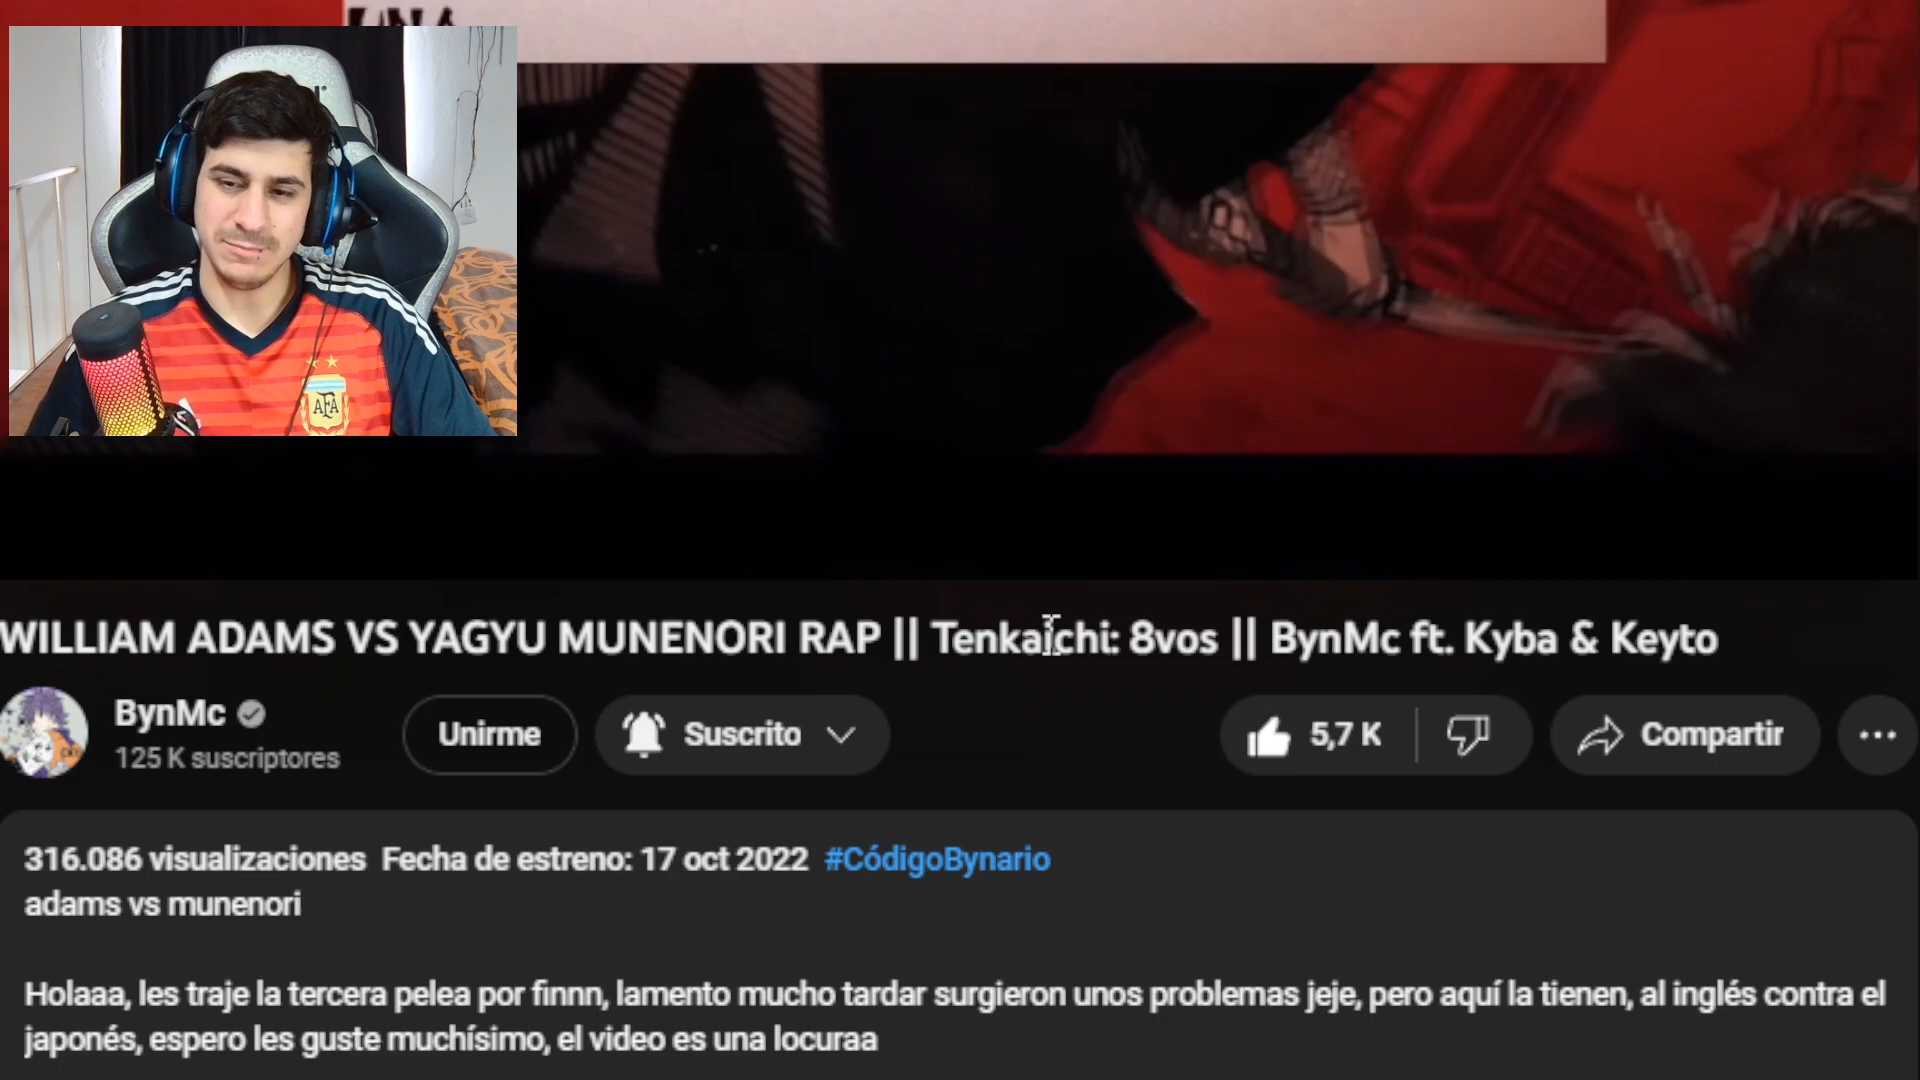 AFA
WILLIAM ADAMS VS YAGYU MUNENORI RAP || Tenkaichi: 8vos || BynMc ft. Kyba & Keyto
BynMc
125 K suscriptores
Unirme
Suscrito
5,7 K
Compartir
316.086 visualizaciones Fecha de estreno: 17 oct 2022 #CódigoBynario
adams vs munenori
Holaaa, les traje la tercera pelea por finnn, lamento mucho tardar surgieron unos problemas jeje, pero aquí la tienen, al inglés contra el
japonés, espero les guste muchísimo, el video es una locuraa